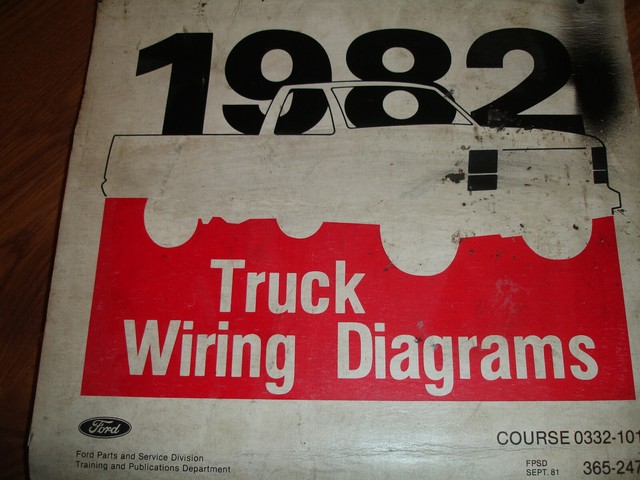 1982
Truck
Wiring Diagrams
Ford
Ford Parts and Service Division
Training and Publications Department
COURSE 0332-101
FPSD
SEPT. 81
365-247